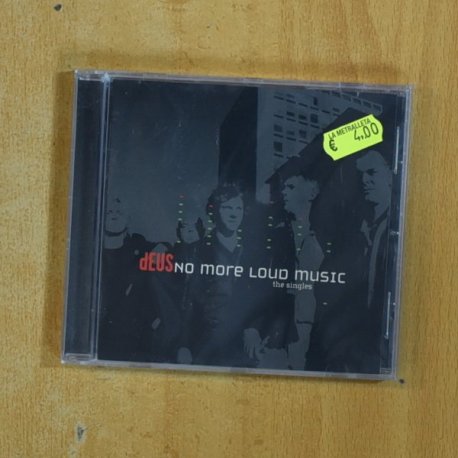 LA METRALLETA
€ 4,00
dEUS NO MORE LOUD MUSIC
the singles